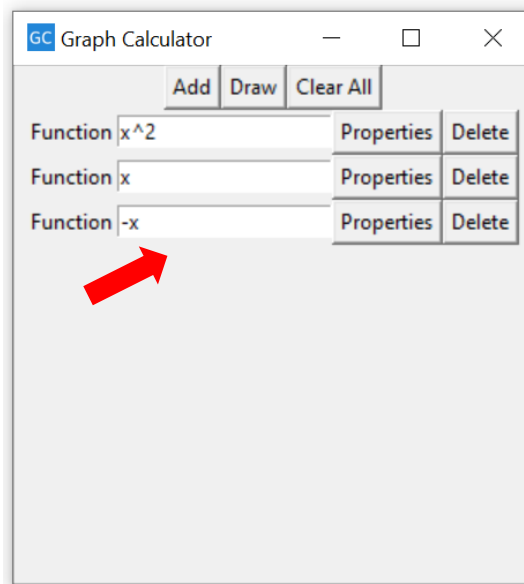 GC Graph Calculator
Add Draw Clear All
Function x^2 Properties Delete
Function x Properties Delete
Function -x Properties Delete